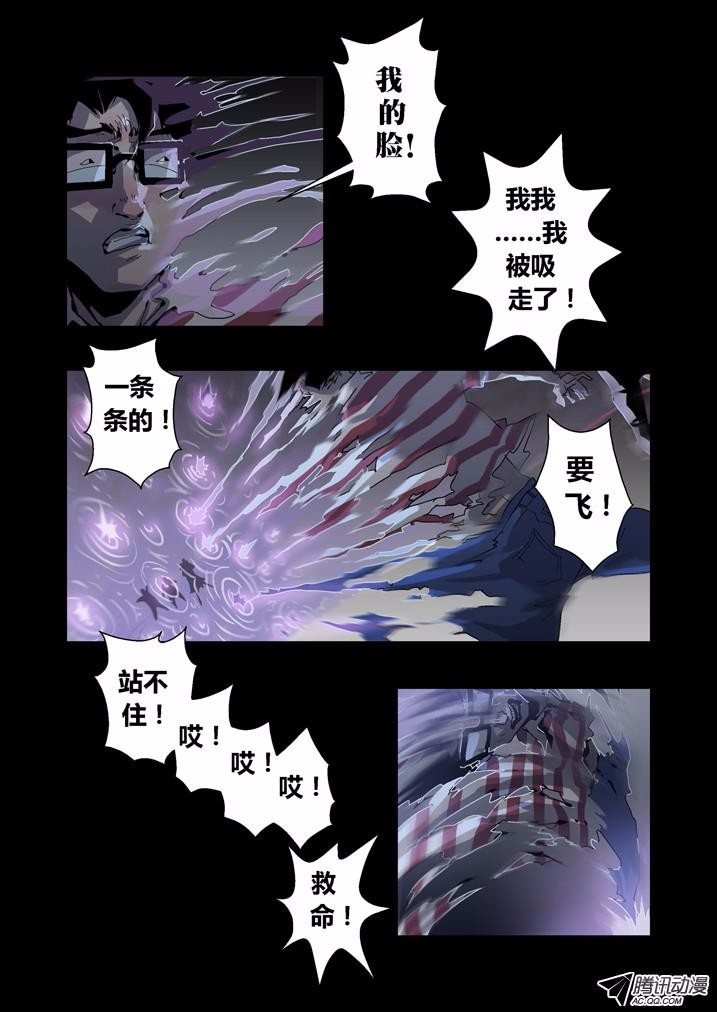 我
的
脸！
我我
……我
被吸
走了！
一条
条的！
要
飞！
站不
住！
哎！
哎！
哎！
救
命！
腾讯动漫
AC.QQ.COM